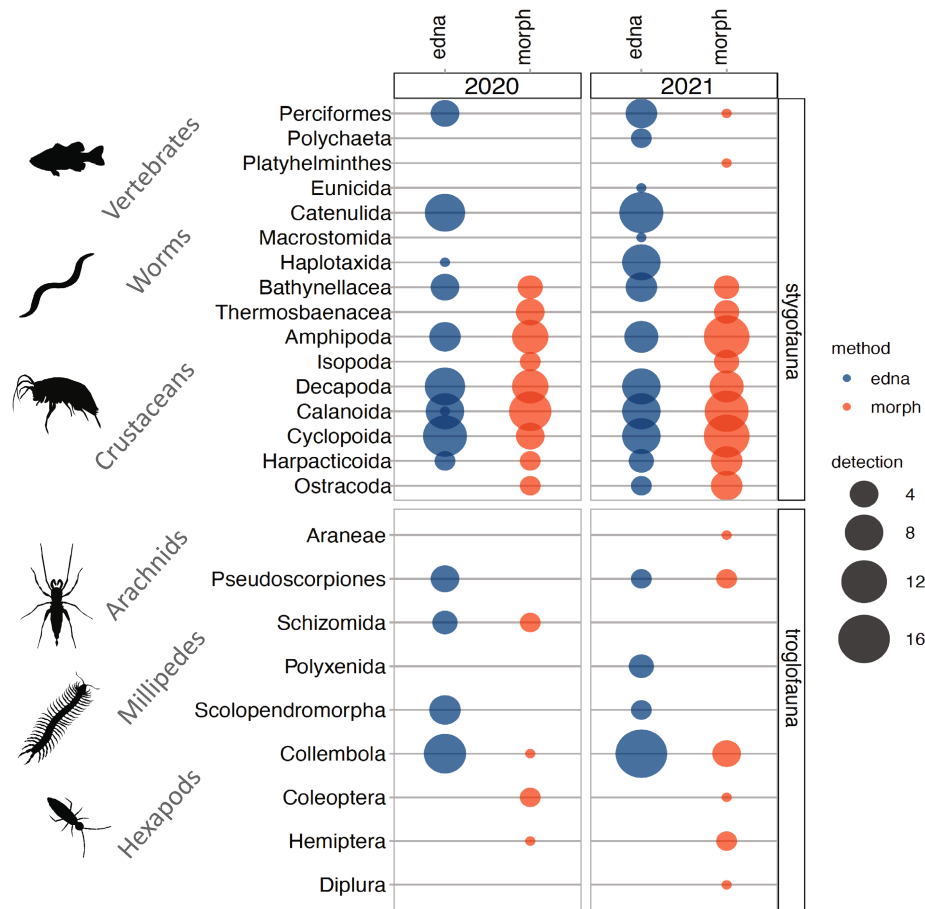 edna
morph
edna
morph
2020
2021
Perciformes
Polychaeta
Platyhelminthes
Eunicida
Catenulida
Macrostomida
Haplotaxida
Bathynellacea
Thermosbaenacea
Amphipoda
Isopoda
Decapoda
Calanoida
Cyclopoida
Harpacticoida
Ostracoda
stygofauna
Araneae
Pseudoscorpiones
Schizomida
Polyxenida
Scolopendromorpha
Collembola
Coleoptera
Hemiptera
Diplura
troglofauna
Vertebrates
Worms
Crustaceans
Arachnids
Millipedes
Hexapods
method
edna
morph
detection
4
8
12
16